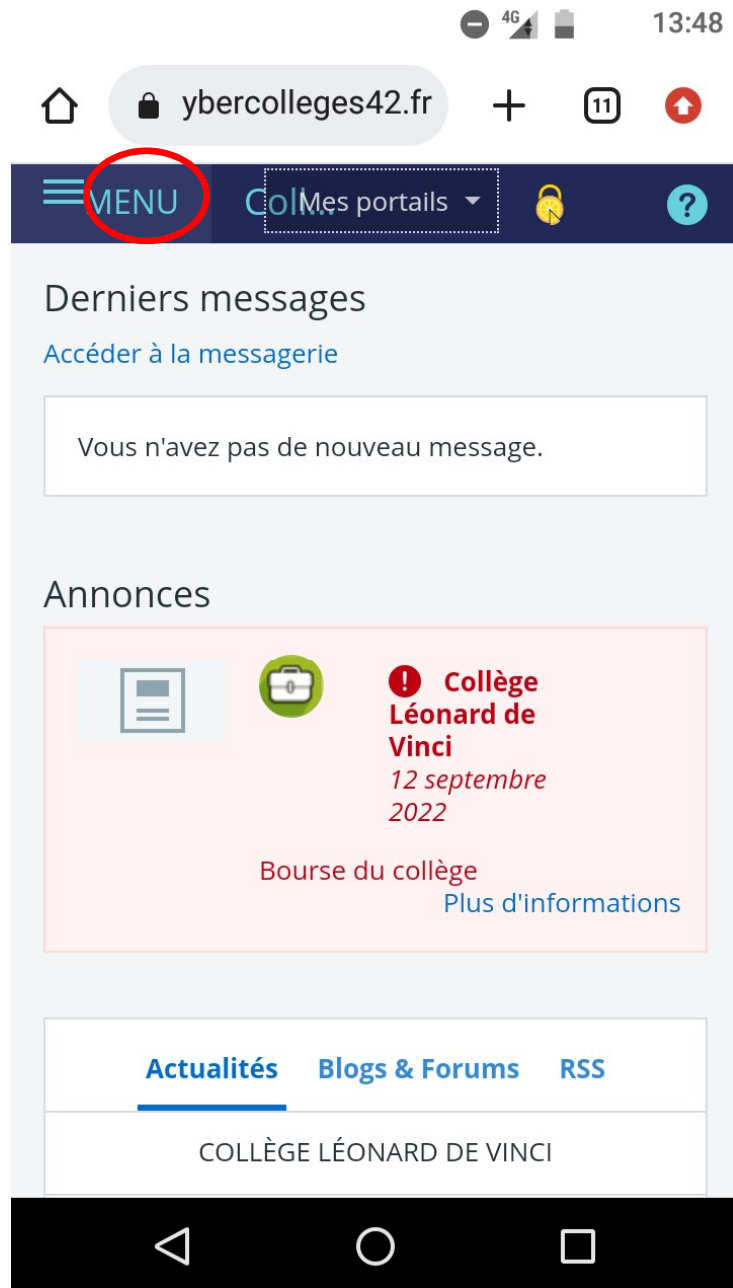 4G 13:48
ybercolleges42.fr 11
MENU Coll... Mes portails ?
Derniers messages
Accéder à la messagerie
Vous n'avez pas de nouveau message.
Annonces
! Collège
Léonard de
Vinci
12 septembre
2022
Bourse du collège
Plus d'informations
Actualités Blogs & Forums RSS
COLLÈGE LÉONARD DE VINCI